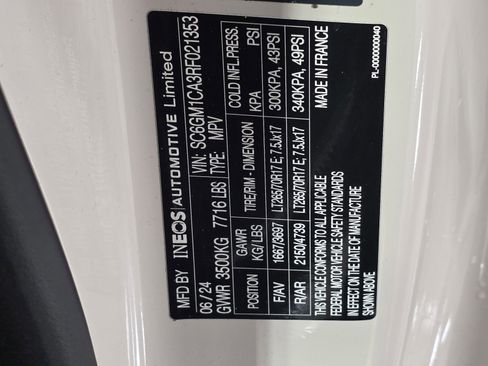 MFD BY INEOS AUTOMOTIVE Limited
06/24 VIN: SC6GM1CA3RF021353
GVWR 3500KG 7716 LBS TYPE MPV
POSITION GAWR KG/LBS TIRE/RIM - DIMENSION COLD INFL.PRESS. KPA PSI
F/AV 1667/3697 LT265/70R17 E; 7.5Jx17 300KPA, 43PSI
R/AR 2150/4739 LT265/70R17 E; 7.5Jx17 340KPA, 49PSI
THIS VEHICLE CONFORMS TO ALL APPLICABLE MADE IN FRANCE
FEDERAL MOTOR VEHICLE SAFETY STANDARDS
IN EFFECT ON THE DATE OF MANUFACTURE
SHOWN ABOVE.
PL-0000000040